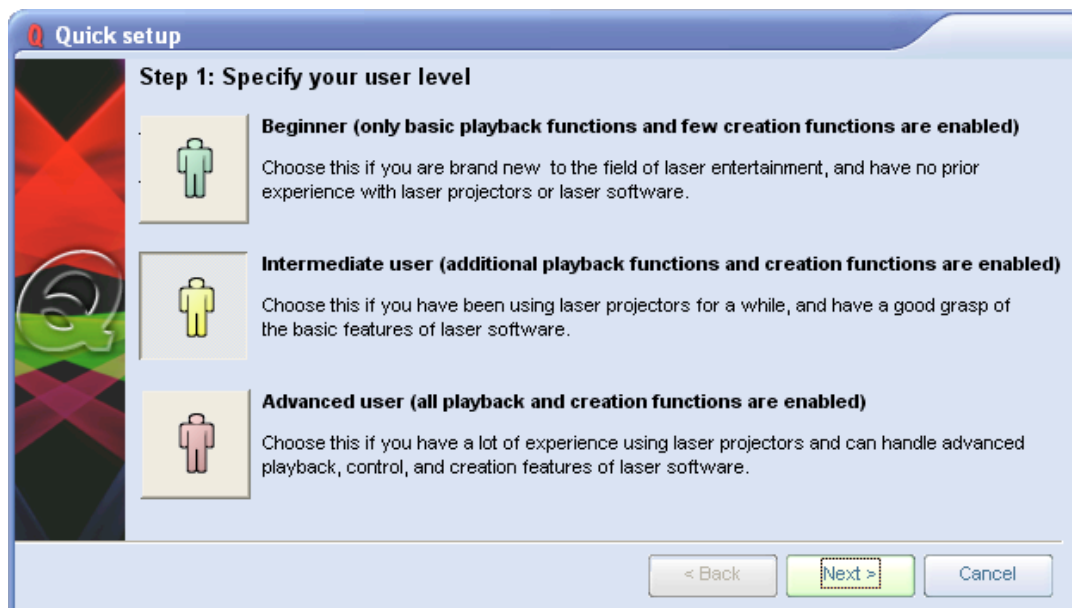 Quick setup
Step 1: Specify your user level
Beginner (only basic playback functions and few creation functions are enabled)
Choose this if you are brand new  to the field of laser entertainment, and have no prior
experience with laser projectors or laser software.
Intermediate user (additional playback functions and creation functions are enabled)
Choose this if you have been using laser projectors for a while, and have a good grasp of
the basic features of laser software.
Advanced user (all playback and creation functions are enabled)
Choose this if you have a lot of experience using laser projectors and can handle advanced
playback, control, and creation features of laser software.
< Back
Next >
Cancel